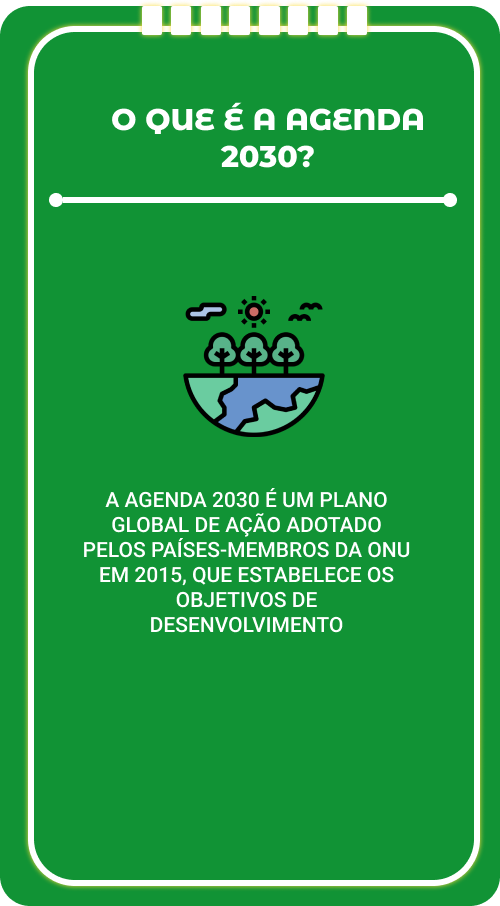 O QUE É A AGENDA
2030?
A AGENDA 2030 É UM PLANO
GLOBAL DE AÇÃO ADOTADO
PELOS PAÍSES-MEMBROS DA ONU
EM 2015, QUE ESTABELECE OS
OBJETIVOS DE
DESENVOLVIMENTO